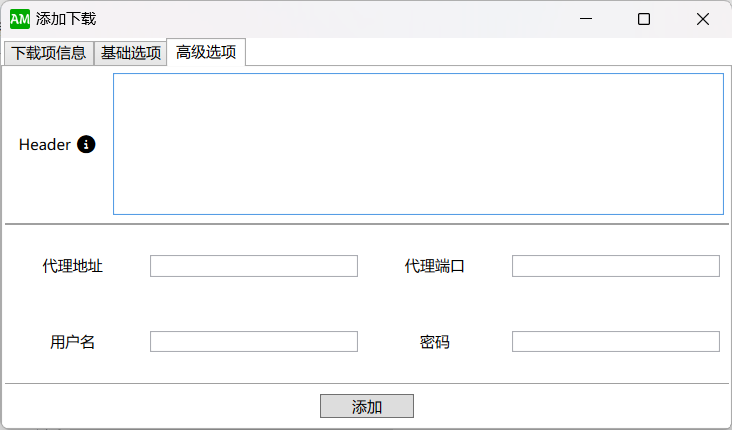 AM 添加下载
下载项信息 基础选项 高级选项
Header
代理地址 代理端口
用户名 密码
添加